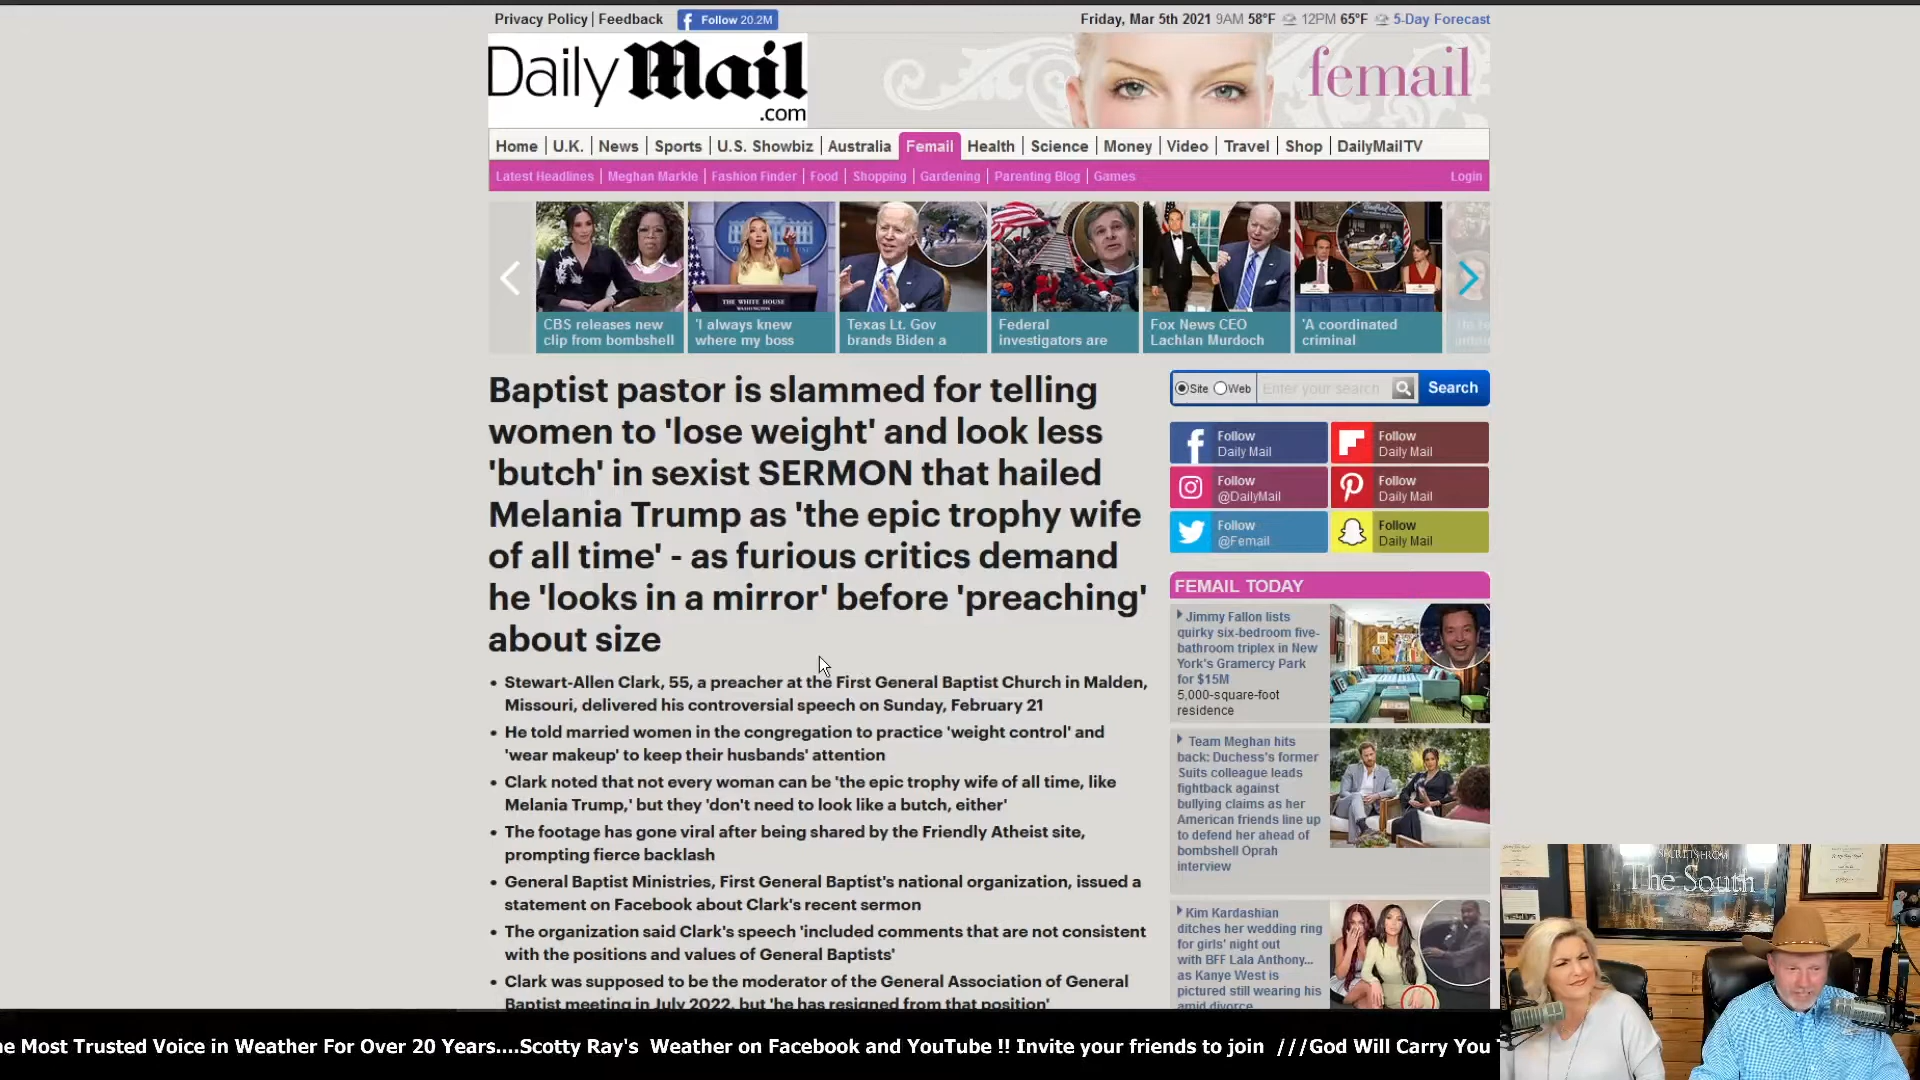 Privacy Policy | Feedback
Follow 20.2M
Friday, Mar 5th 2021 9AM 58°F 12PM 65°F 5-Day Forecast
Daily Mail
.com
femail
Home | U.K. | News | Sports | U.S. Showbiz | Australia | Femail | Health | Science | Money | Video | Travel | Shop | DailyMailTV
Latest Headlines | Meghan Markle | Fashion Finder | Food | Shopping | Gardening | Parenting Blog | Games
Login
THE WHITE HOUSE
WASHINGTON
CBS releases new
clip from bombshell
'I always knew
where my boss
Texas Lt. Gov
brands Biden a
Federal
investigators are
Fox News CEO
Lachlan Murdoch
'A coordinated
criminal
Baptist pastor is slammed for telling
women to 'lose weight' and look less
'butch' in sexist SERMON that hailed
Melania Trump as 'the epic trophy wife
of all time' - as furious critics demand
he 'looks in a mirror' before 'preaching'
about size
Stewart-Allen Clark, 55, a preacher at the First General Baptist Church in Malden,
Missouri, delivered his controversial speech on Sunday, February 21
He told married women in the congregation to practice 'weight control' and
'wear makeup' to keep their husbands' attention
Clark noted that not every woman can be 'the epic trophy wife of all time, like
Melania Trump,' but they 'don't need to look like a butch, either'
The footage has gone viral after being shared by the Friendly Atheist site,
prompting fierce backlash
General Baptist Ministries, First General Baptist's national organization, issued a
statement on Facebook about Clark's recent sermon
The organization said Clark's speech 'included comments that are not consistent
with the positions and values of General Baptists'
Clark was supposed to be the moderator of the General Association of General
Baptist meeting in July 2022, but 'he has resigned from that position'
Site Web Enter your search Search
Follow
Daily Mail
Follow
Daily Mail
Follow
@DailyMail
Follow
Daily Mail
Follow
@Femail
Follow
Daily Mail
FEMAIL TODAY
Jimmy Fallon lists
quirky six-bedroom five-
bathroom triplex in New
York's Gramercy Park
for $15M
5,000-square-foot
residence
Team Meghan hits
back: Duchess's former
Suits colleague leads
fightback against
bullying claims as her
American friends line up
to defend her ahead of
bombshell Oprah
interview
Kim Kardashian
ditches her wedding ring
for girls' night out
with BFF Lala Anthony...
as Kanye West is
pictured still wearing his
amid divorce
SECRETS FROM
The South
e Most Trusted Voice in Weather For Over 20 Years....Scotty Ray's Weather on Facebook and YouTube !! Invite your friends to join ///God Will Carry You